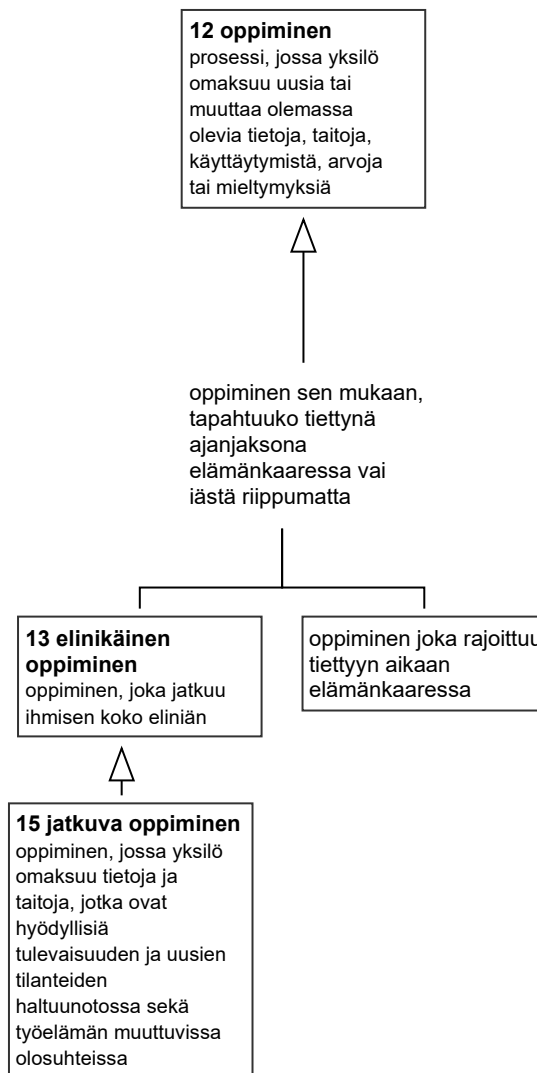 12 oppiminen
prosessi, jossa yksilö
omaksuu uusia tai
muuttaa olemassa
olevia tietoja, taitoja,
käyttäytymistä, arvoja
tai mieltymyksiä
oppiminen sen mukaan,
tapahtuuko tiettynä
ajanjaksona
elämänkaaressa vai
iästä riippumatta
13 elinikäinen
oppiminen
oppiminen, joka jatkuu
ihmisen koko eliniän
oppiminen joka rajoittuu
tiettyyn aikaan
elämänkaaressa
15 jatkuva oppiminen
oppiminen, jossa yksilö
omaksuu tietoja ja
taitoja, jotka ovat
hyödyllisiä
tulevaisuuden ja uusien
tilanteiden
haltuunotossa sekä
työelämän muuttuvissa
olosuhteissa